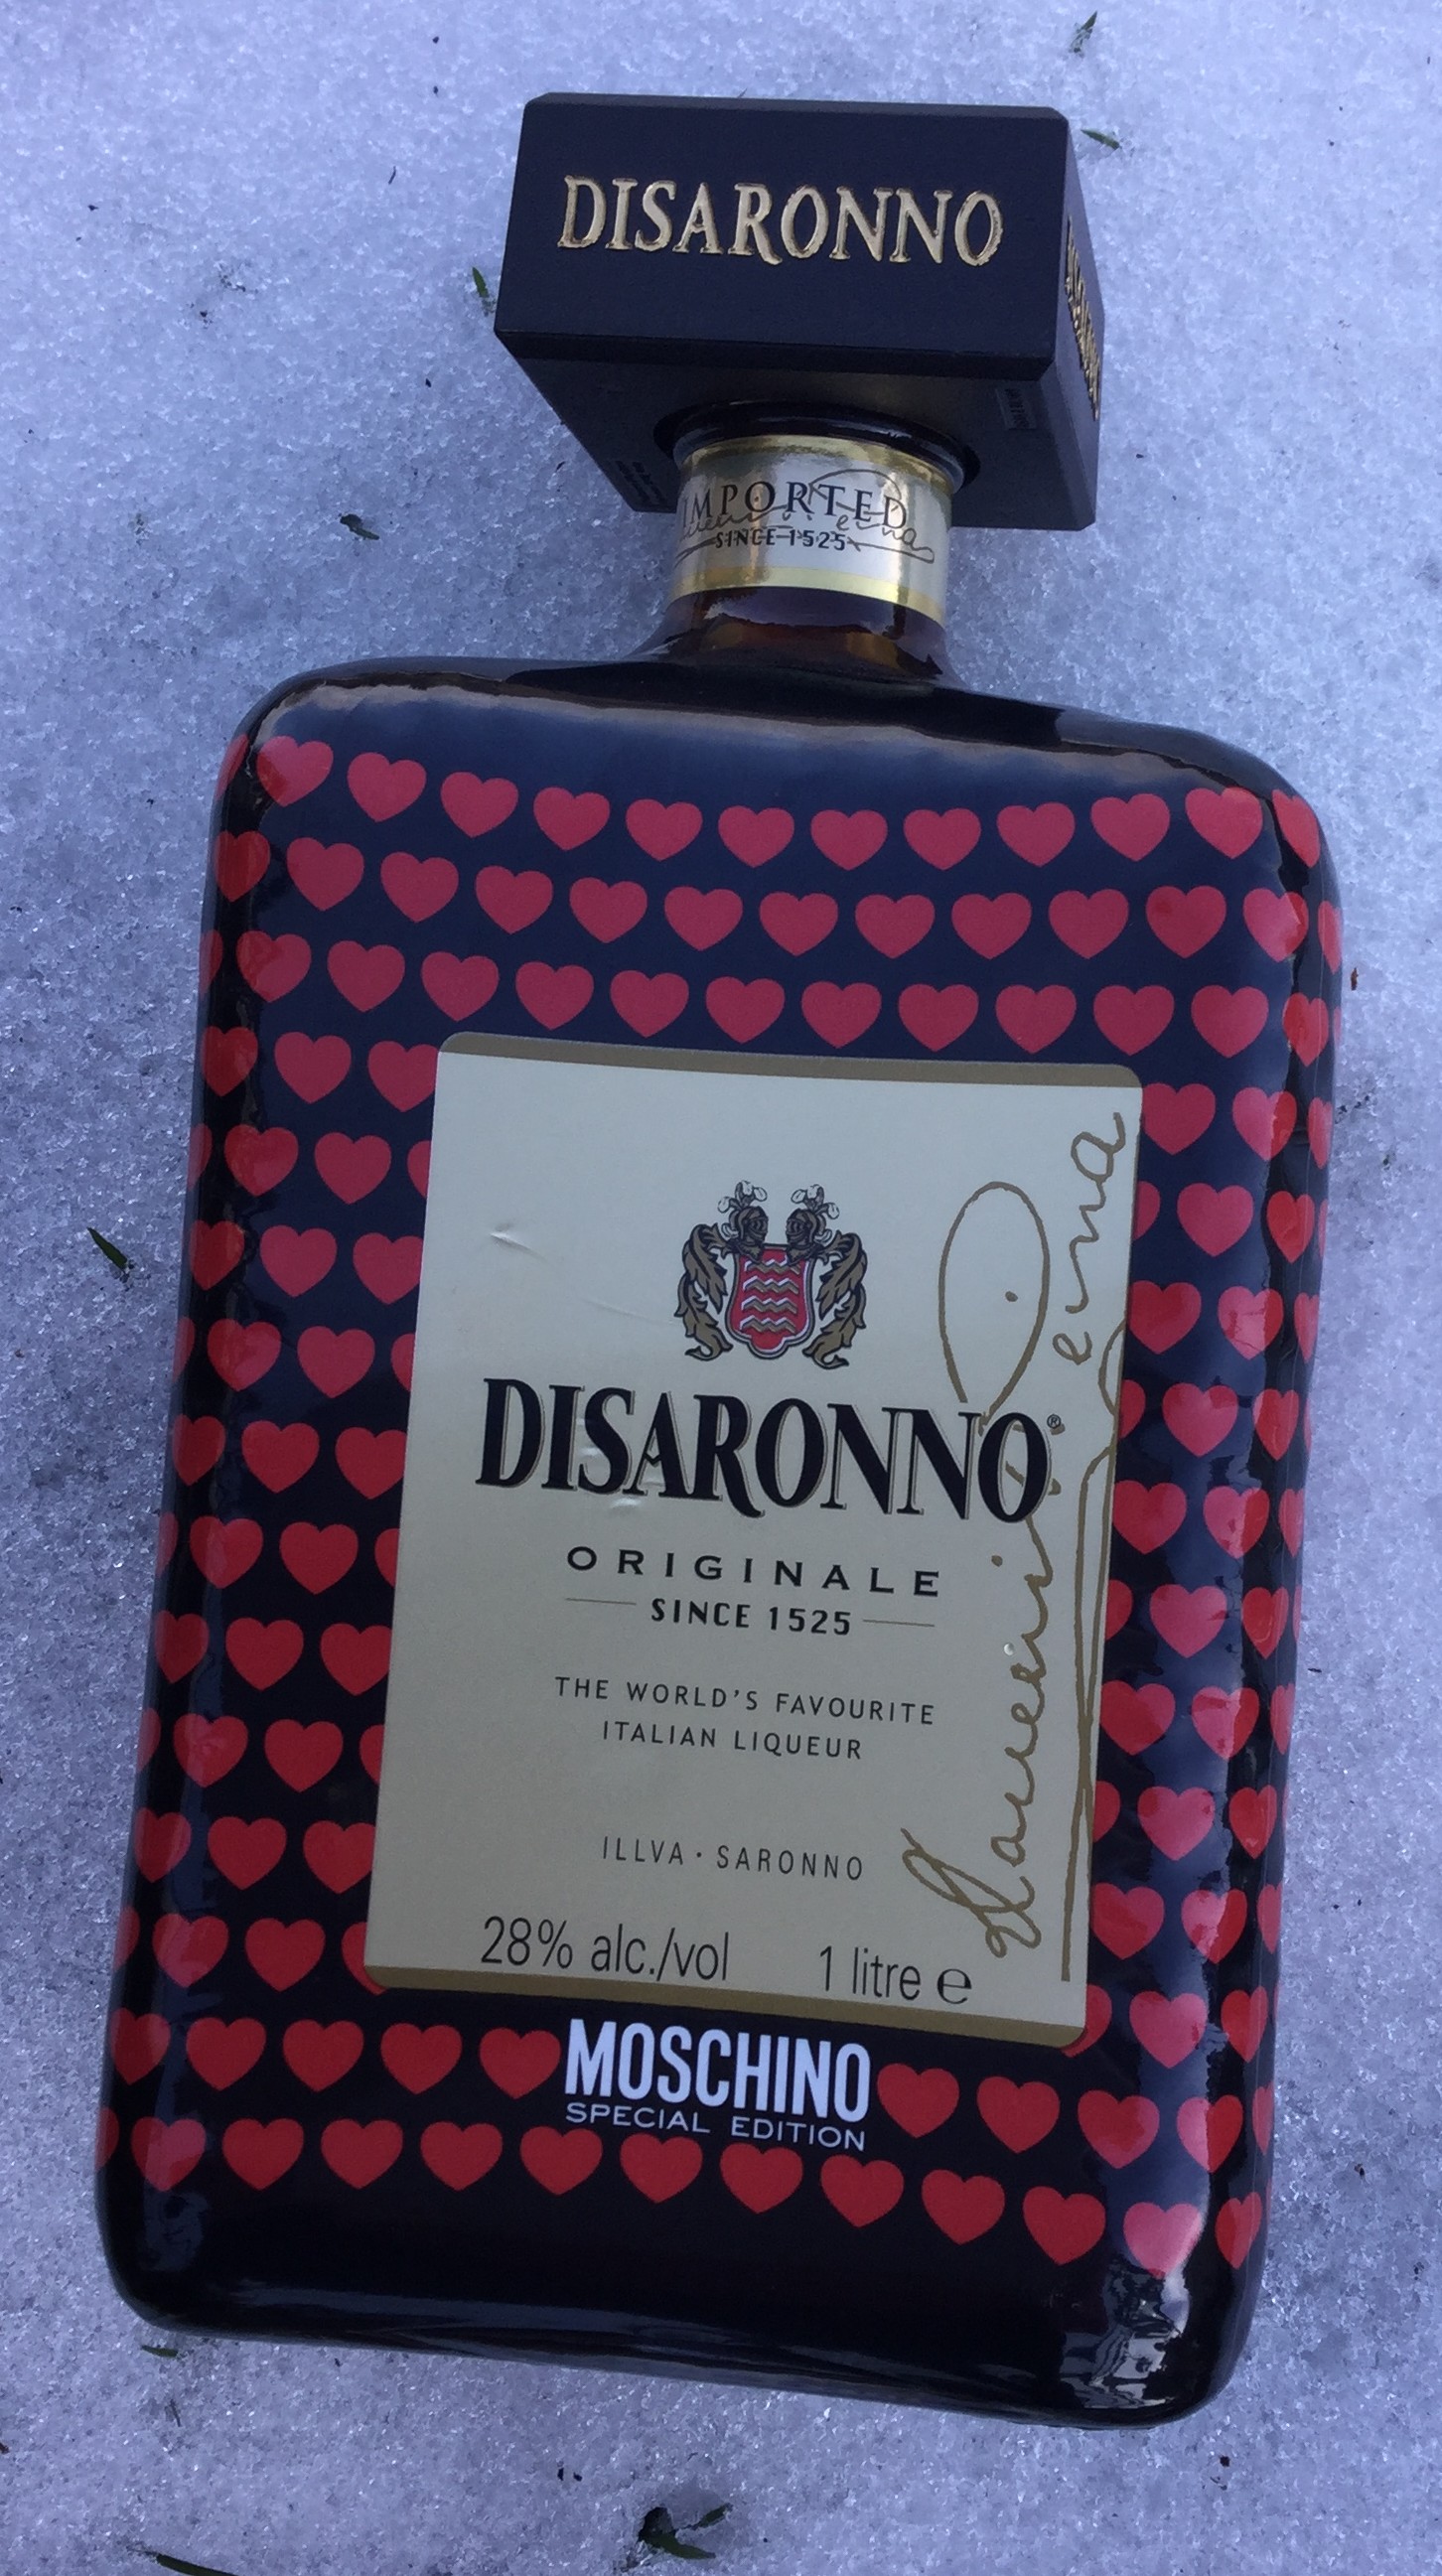 DISARONNO
IMPORTED
SINCE 1525
DISARONNO®
ORIGINALE
SINCE 1525
THE WORLD'S FAVOURITE
ITALIAN LIQUEUR
ILLVA · SARONNO
28% alc./vol 1 litre ℮
MOSCHINO
SPECIAL EDITION